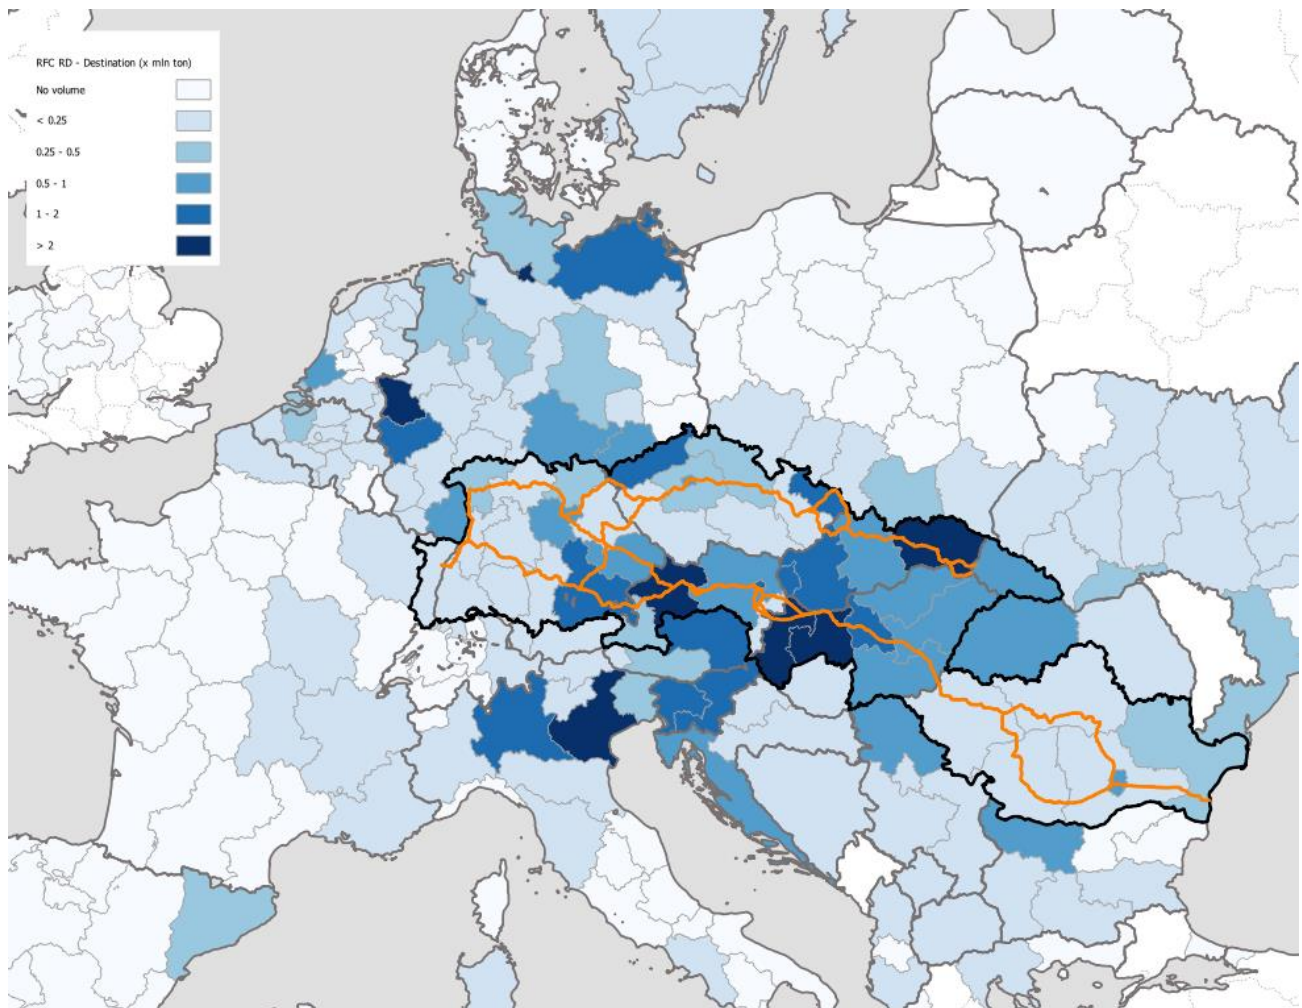 RFC RD - Destination (x mln ton)
No volume
< 0.25
0.25 - 0.5
0.5 - 1
1 - 2
> 2